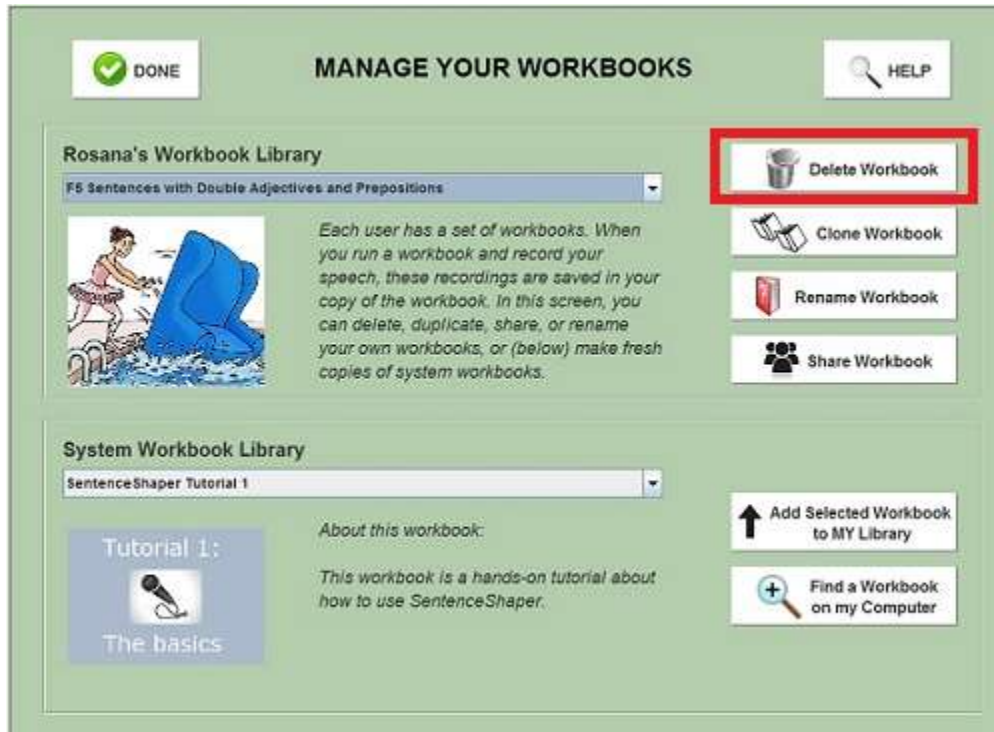 DONE
MANAGE YOUR WORKBOOKS
HELP
Rosana's Workbook Library
F5 Sentences with Double Adjectives and Prepositions
Each user has a set of workbooks. When
you run a workbook and record your
speech, these recordings are saved in your
copy of the workbook. In this screen, you
can delete, duplicate, share, or rename
your own workbooks, or (below) make fresh
copies of system workbooks.
Delete Workbook
Clone Workbook
Rename Workbook
Share Workbook
System Workbook Library
SentenceShaper Tutorial 1
Tutorial 1:
The basics
About this workbook:
This workbook is a hands-on tutorial about
how to use SentenceShaper.
Add Selected Workbook
to MY Library
Find a Workbook
on my Computer